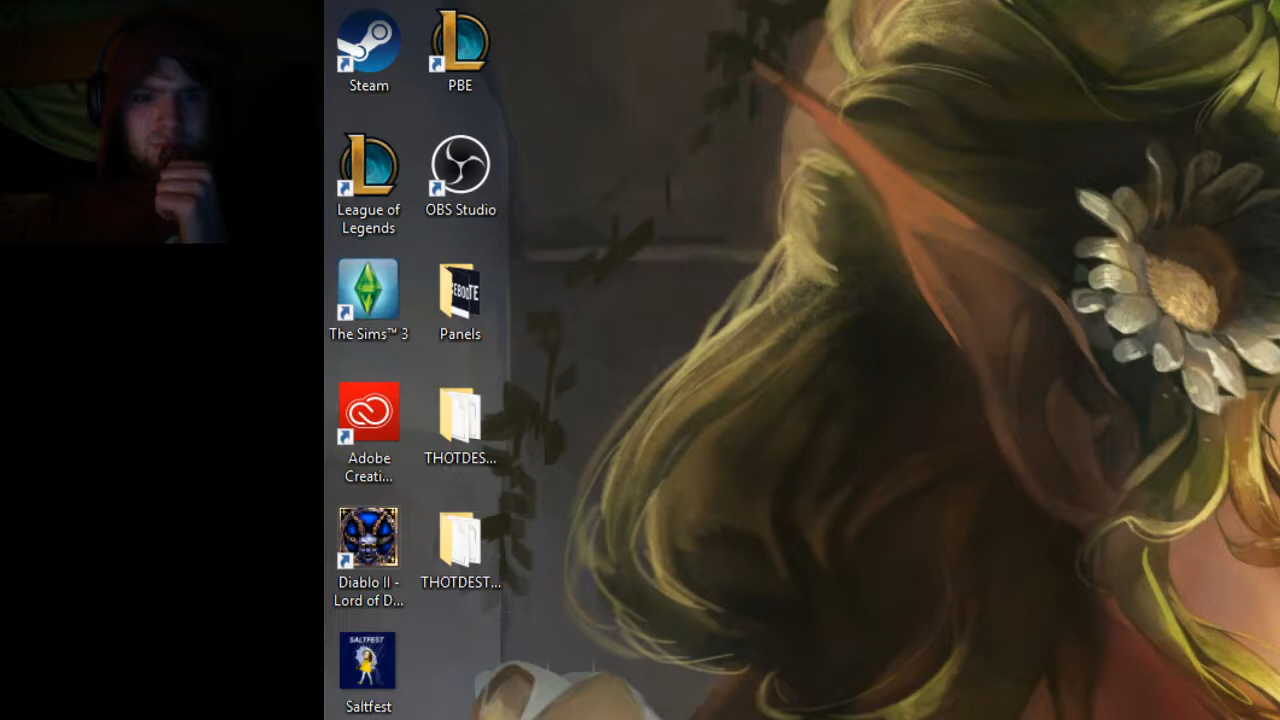 Steam
PBE
League of
Legends
OBS Studio
The Sims™ 3
EBOOTE
Panels
Adobe
Creati...
THOTDES...
Diablo II -
Lord of D...
THOTDEST...
SALTFEST
Saltfest